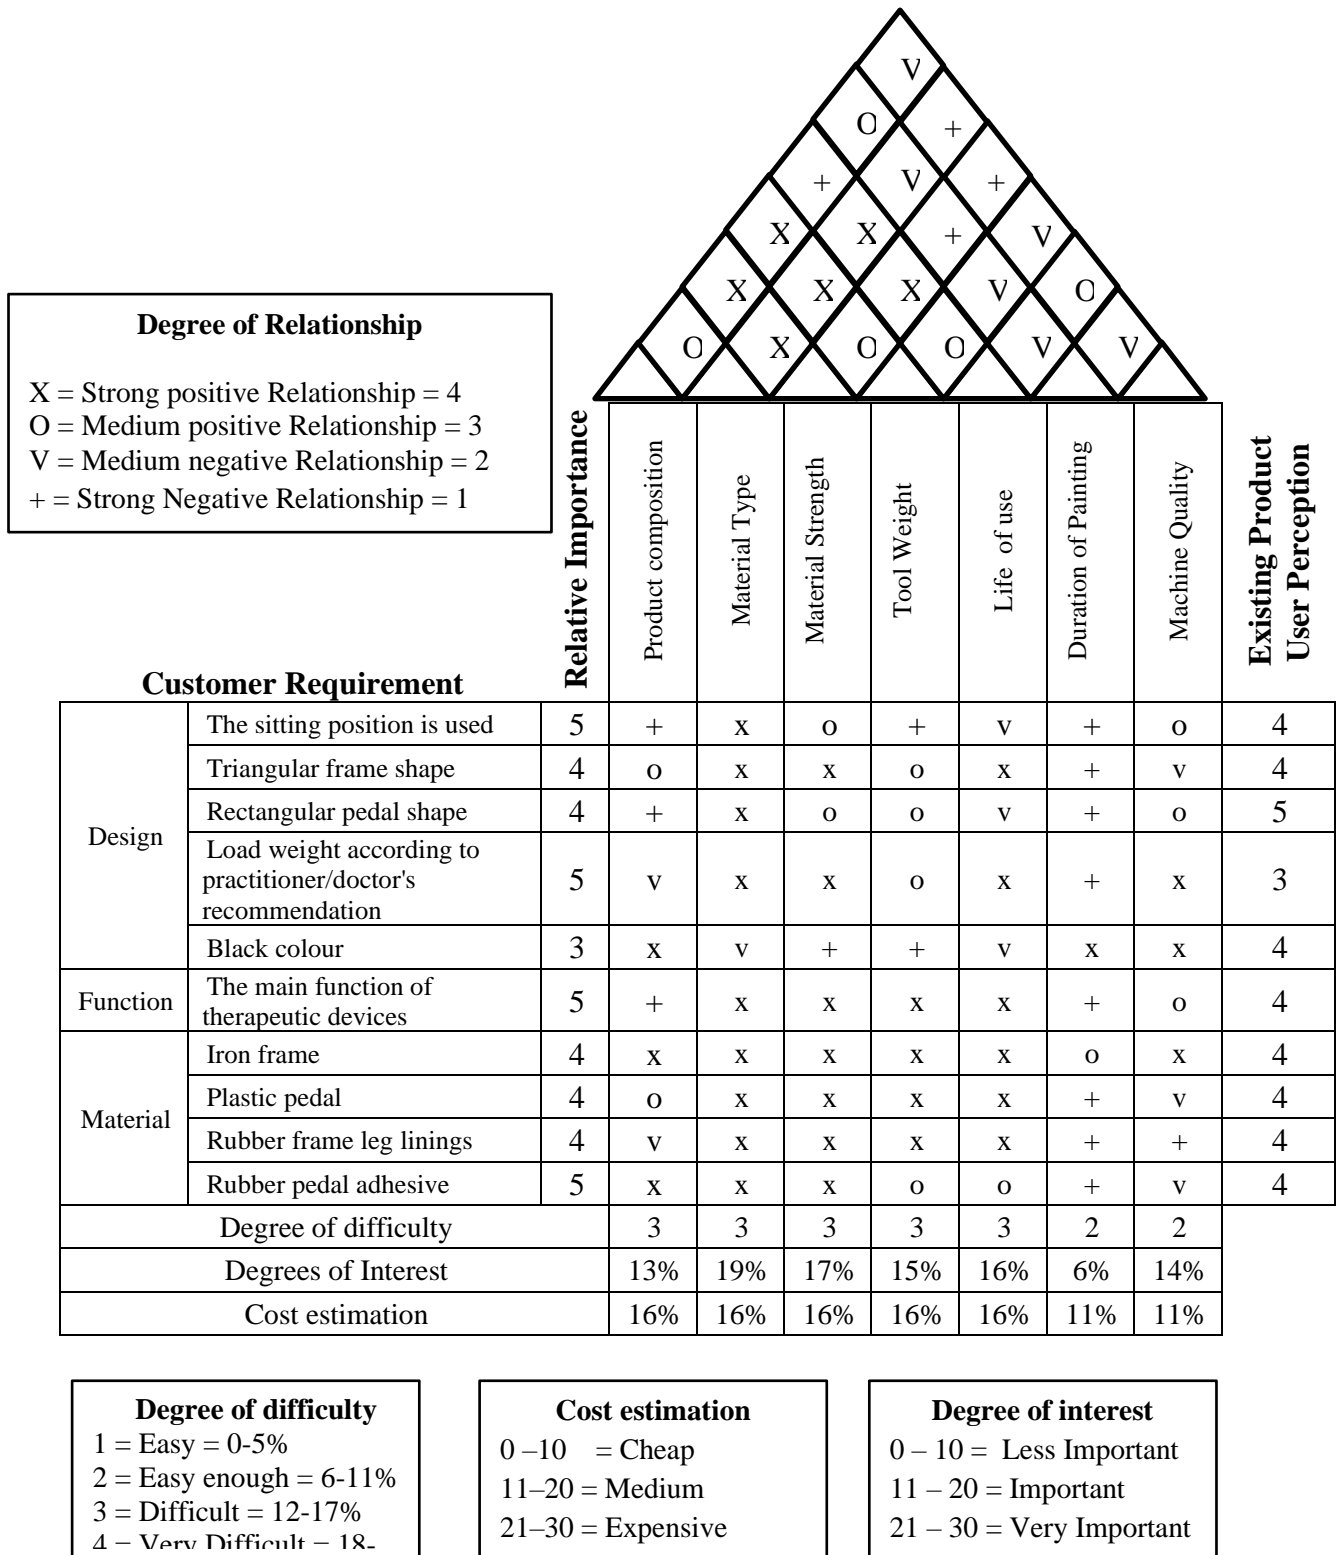 V
O +
+ V +
X X + V
X X X V O
O X O O V V
Degree of Relationship
X = Strong positive Relationship = 4
O = Medium positive Relationship = 3
V = Medium negative Relationship = 2
+ = Strong Negative Relationship = 1
Customer Requirement
Relative Importance
Product composition
Material Type
Material Strength
Tool Weight
Life of use
Duration of Painting
Machine Quality
Existing Product
User Perception
Design
The sitting position is used 5 + x o + v + o 4
Triangular frame shape 4 o x x o x + v 4
Rectangular pedal shape 4 + x o o v + o 5
Load weight according to
practitioner/doctor's
recommendation
5 v x x o x + x 3
Black colour 3 x v + + v x x 4
Function
The main function of
therapeutic devices
5 + x x x x + o 4
Material
Iron frame 4 x x x x x o x 4
Plastic pedal 4 o x x x x + v 4
Rubber frame leg linings 4 v x x x x + + 4
Rubber pedal adhesive 5 x x x o o + v 4
Degree of difficulty 3 3 3 3 3 2 2
Degrees of Interest 13% 19% 17% 15% 16% 6% 14%
Cost estimation 16% 16% 16% 16% 16% 11% 11%
Degree of difficulty
1 = Easy = 0-5%
2 = Easy enough = 6-11%
3 = Difficult = 12-17%
4 = Very Difficult = 18-
Cost estimation
0 –10 = Cheap
11–20 = Medium
21–30 = Expensive
Degree of interest
0 – 10 = Less Important
11 – 20 = Important
21 – 30 = Very Important